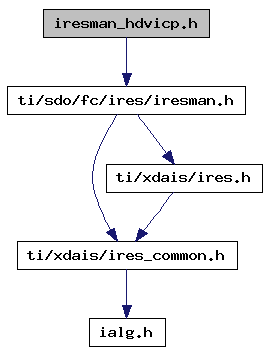 iresman_hdvicp.h
ti/sdo/fc/ires/iresman.h
ti/xdais/ires.h
ti/xdais/ires_common.h
ialg.h